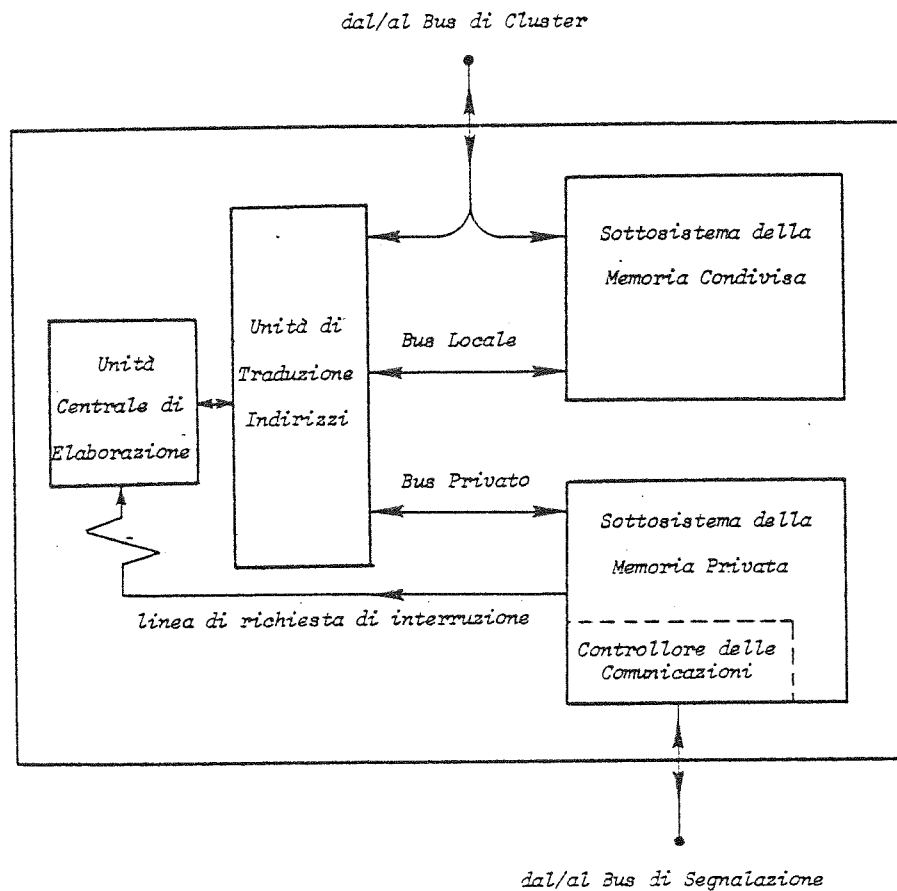 dal/al Bus di Cluster
Sottosistema della
Memoria Condivisa
Unità di
Traduzione
Indirizzi
Bus Locale
Unità
Centrale di
Elaborazione
Bus Privato
Sottosistema della
Memoria Privata
linea di richiesta di interruzione
Controllore delle
Comunicazioni
dal/al Bus di Segnalazione